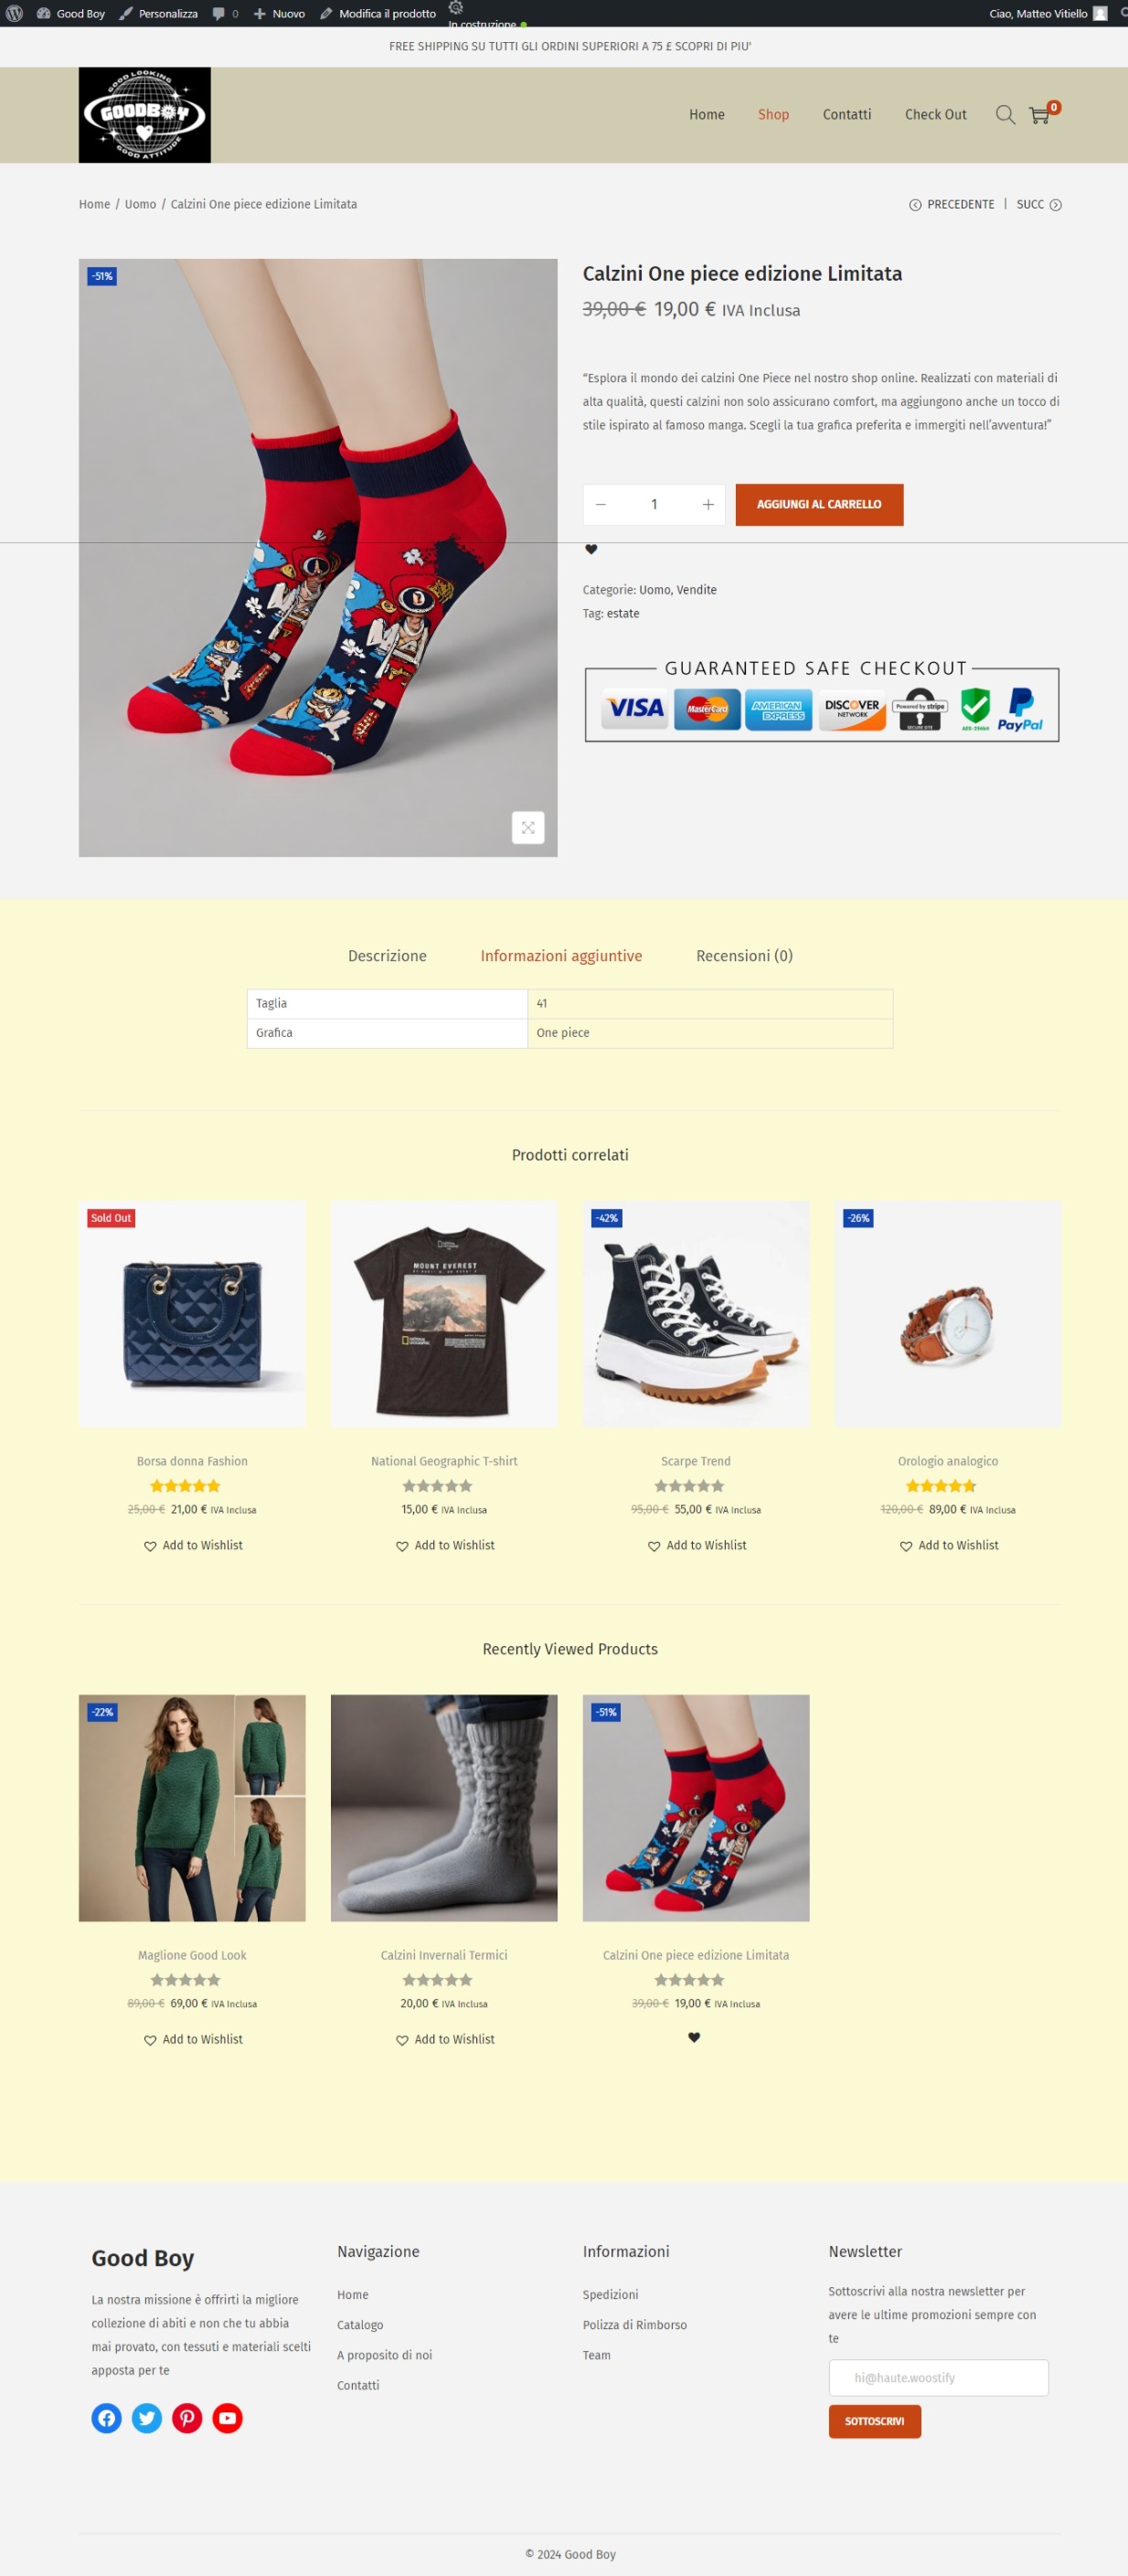 Good Boy
Personalizza
0
Nuovo
Modifica il prodotto
In costruzione
Ciao, Matteo Vitiello
FREE SHIPPING SU TUTTI GLI ORDINI SUPERIORI A 75 £ SCOPRI DI PIU'
GOOD LOOKING
GOODBOY
GOOD ATTITUDE
Home
Shop
Contatti
Check Out
0
Home / Uomo / Calzini One piece edizione Limitata
PRECEDENTE | SUCC
-51%
Calzini One piece edizione Limitata
39,00 € 19,00 € IVA Inclusa
“Esplora il mondo dei calzini One Piece nel nostro shop online. Realizzati con materiali di
alta qualità, questi calzini non solo assicurano comfort, ma aggiungono anche un tocco di
stile ispirato al famoso manga. Scegli la tua grafica preferita e immergiti nell’avventura!”
1
AGGIUNGI AL CARRELLO
Categorie: Uomo, Vendite
Tag: estate
GUARANTEED SAFE CHECKOUT
VISA
MasterCard
AMERICAN EXPRESS
DISCOVER NETWORK
Powered by stripe
SECURE SITE
PayPal
Descrizione
Informazioni aggiuntive
Recensioni (0)
Taglia 41
Grafica One piece
Prodotti correlati
Sold Out
MOUNT EVEREST
NATIONAL GEOGRAPHIC
-42%
-26%
Borsa donna Fashion
25,00 € 21,00 € IVA Inclusa
Add to Wishlist
National Geographic T-shirt
15,00 € IVA Inclusa
Add to Wishlist
Scarpe Trend
95,00 € 55,00 € IVA Inclusa
Add to Wishlist
Orologio analogico
120,00 € 89,00 € IVA Inclusa
Add to Wishlist
Recently Viewed Products
-22%
-51%
Maglione Good Look
89,00 € 69,00 € IVA Inclusa
Add to Wishlist
Calzini Invernali Termici
20,00 € IVA Inclusa
Add to Wishlist
Calzini One piece edizione Limitata
39,00 € 19,00 € IVA Inclusa
Good Boy
La nostra missione è offrirti la migliore
collezione di abiti e non che tu abbia
mai provato, con tessuti e materiali scelti
apposta per te
Navigazione
Home
Catalogo
A proposito di noi
Contatti
Informazioni
Spedizioni
Polizza di Rimborso
Team
Newsletter
Sottoscrivi alla nostra newsletter per
avere le ultime promozioni sempre con
te
hi@haute.woostify
SOTTOSCRIVI
© 2024 Good Boy